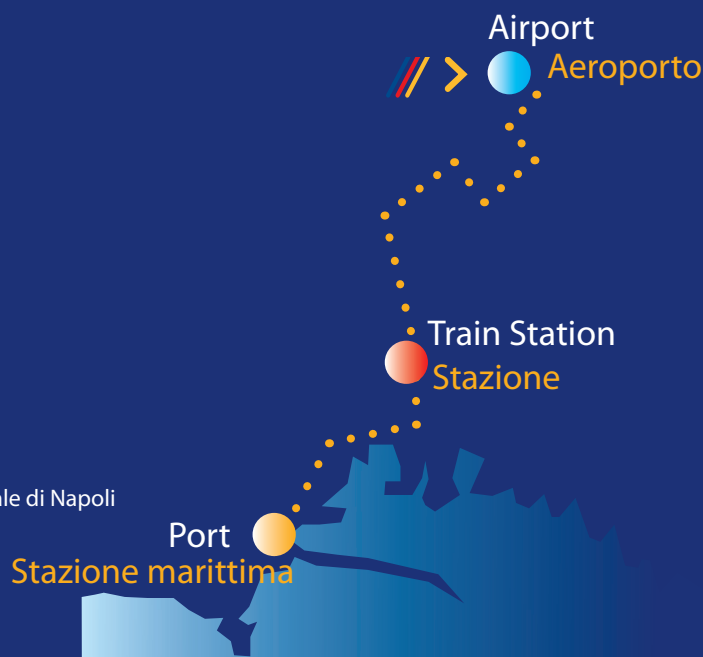 Airport
Aeroporto
Train Station
Stazione
ale di Napoli
Port
Stazione marittima